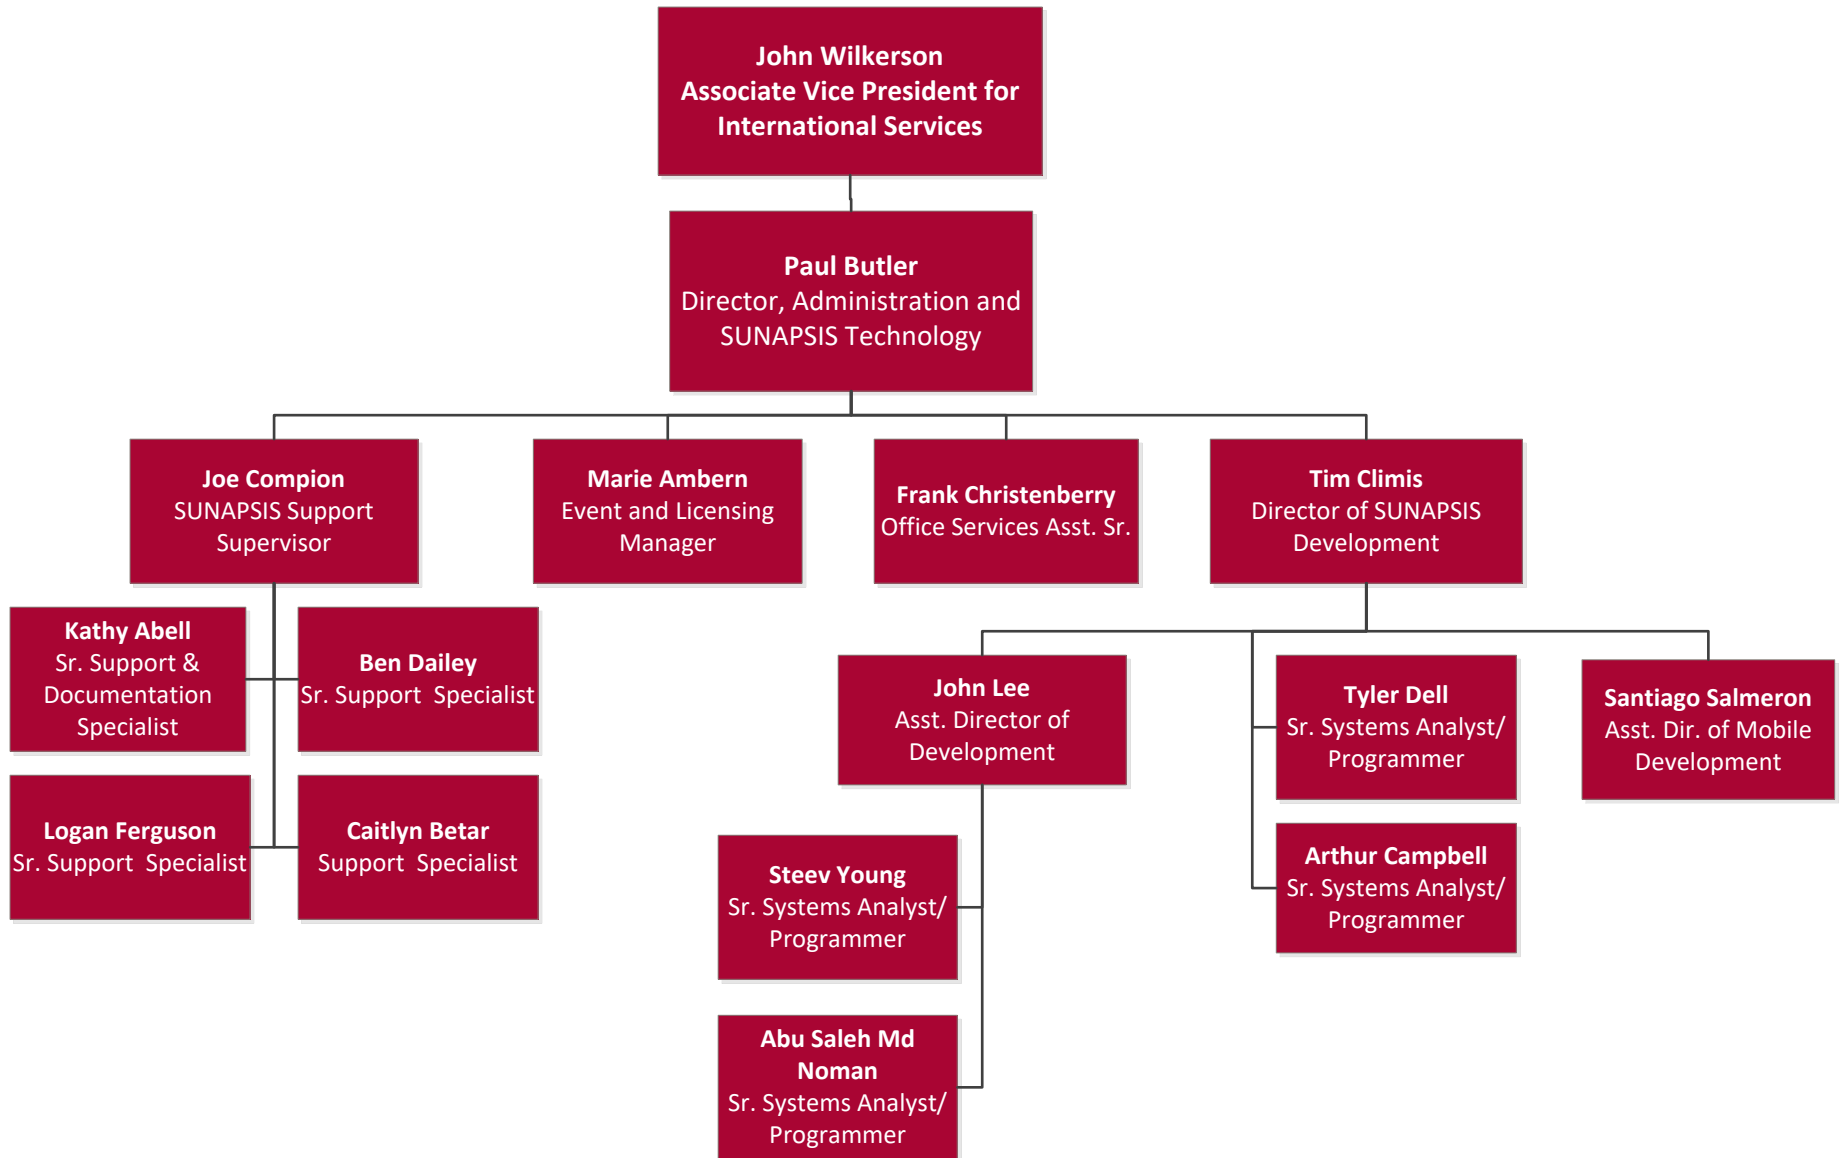 John Wilkerson
Associate Vice President for
International Services
Paul Butler
Director, Administration and
SUNAPSIS Technology
Joe Compion
SUNAPSIS Support
Supervisor
Marie Ambern
Event and Licensing
Manager
Frank Christenberry
Office Services Asst. Sr.
Tim Climis
Director of SUNAPSIS
Development
Kathy Abell
Sr. Support &
Documentation
Specialist
Ben Dailey
Sr. Support  Specialist
Logan Ferguson
Sr. Support  Specialist
Caitlyn Betar
Support  Specialist
John Lee
Asst. Director of
Development
Tyler Dell
Sr. Systems Analyst/
Programmer
Santiago Salmeron
Asst. Dir. of Mobile
Development
Arthur Campbell
Sr. Systems Analyst/
Programmer
Steev Young
Sr. Systems Analyst/
Programmer
Abu Saleh Md
Noman
Sr. Systems Analyst/
Programmer